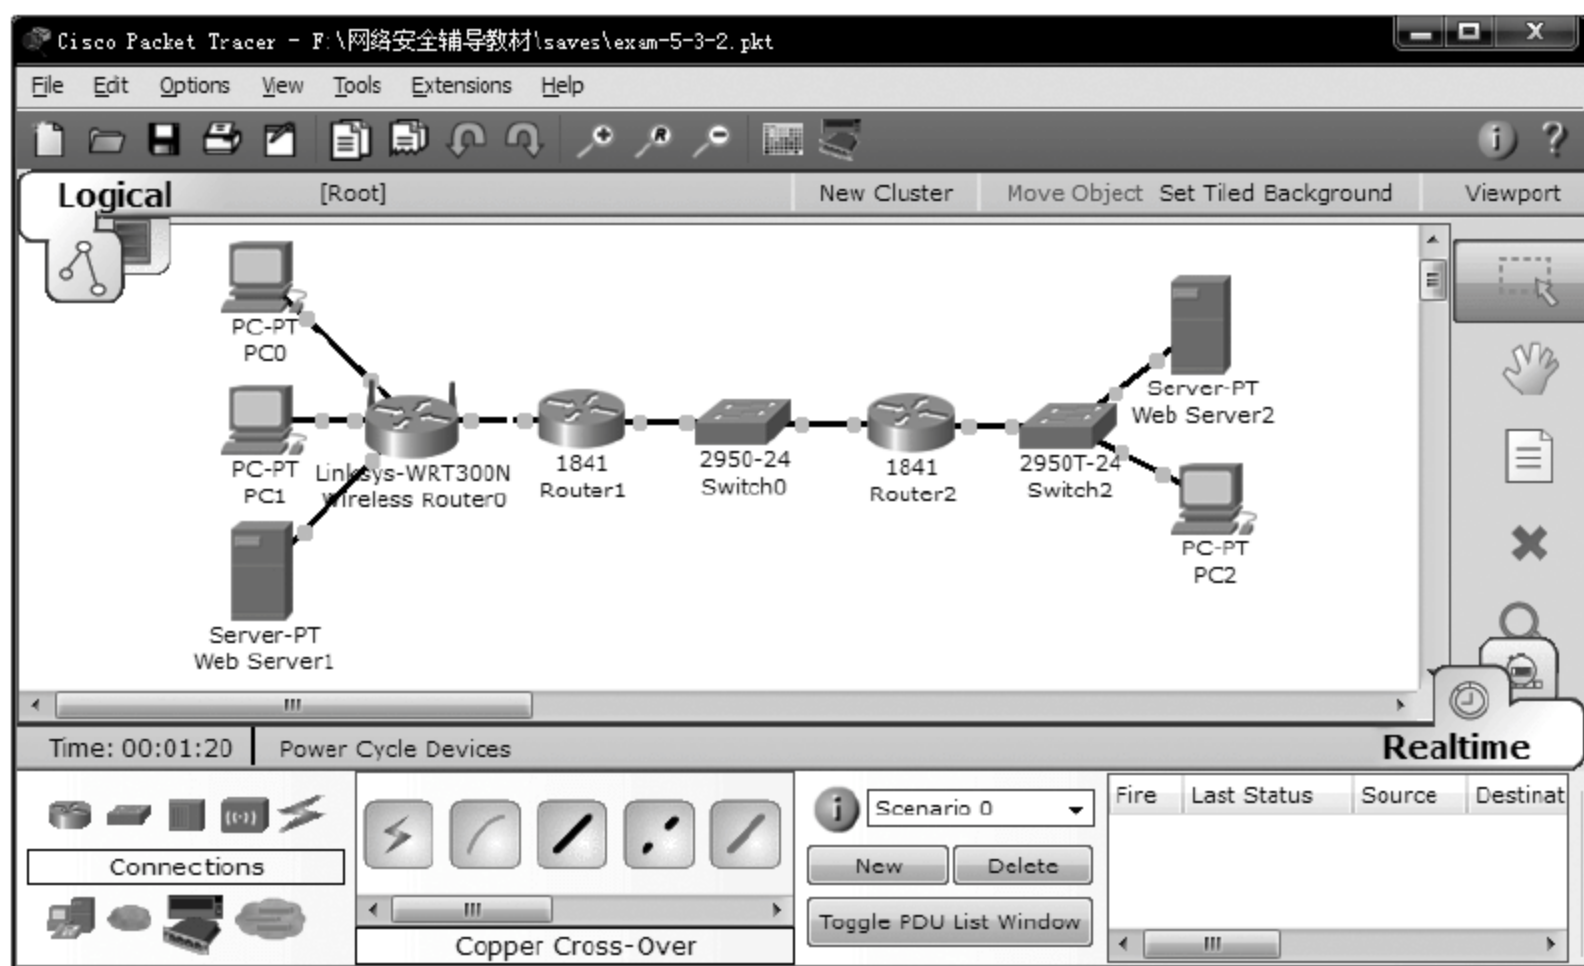 Cisco Packet Tracer - F:\网络安全辅导教材\saves\exam-5-3-2.pkt
File Edit Options View Tools Extensions Help
Logical [Root] New Cluster Move Object Set Tiled Background Viewport
PC-PT
PC0
PC-PT
PC1
Linksys-WRT300N
Wireless Router0
Server-PT
Web Server1
1841
Router1
2950-24
Switch0
1841
Router2
2950T-24
Switch2
Server-PT
Web Server2
PC-PT
PC2
Time: 00:01:20 Power Cycle Devices Realtime
Connections
Copper Cross-Over
Scenario 0
New Delete
Toggle PDU List Window
Fire Last Status Source Destinat